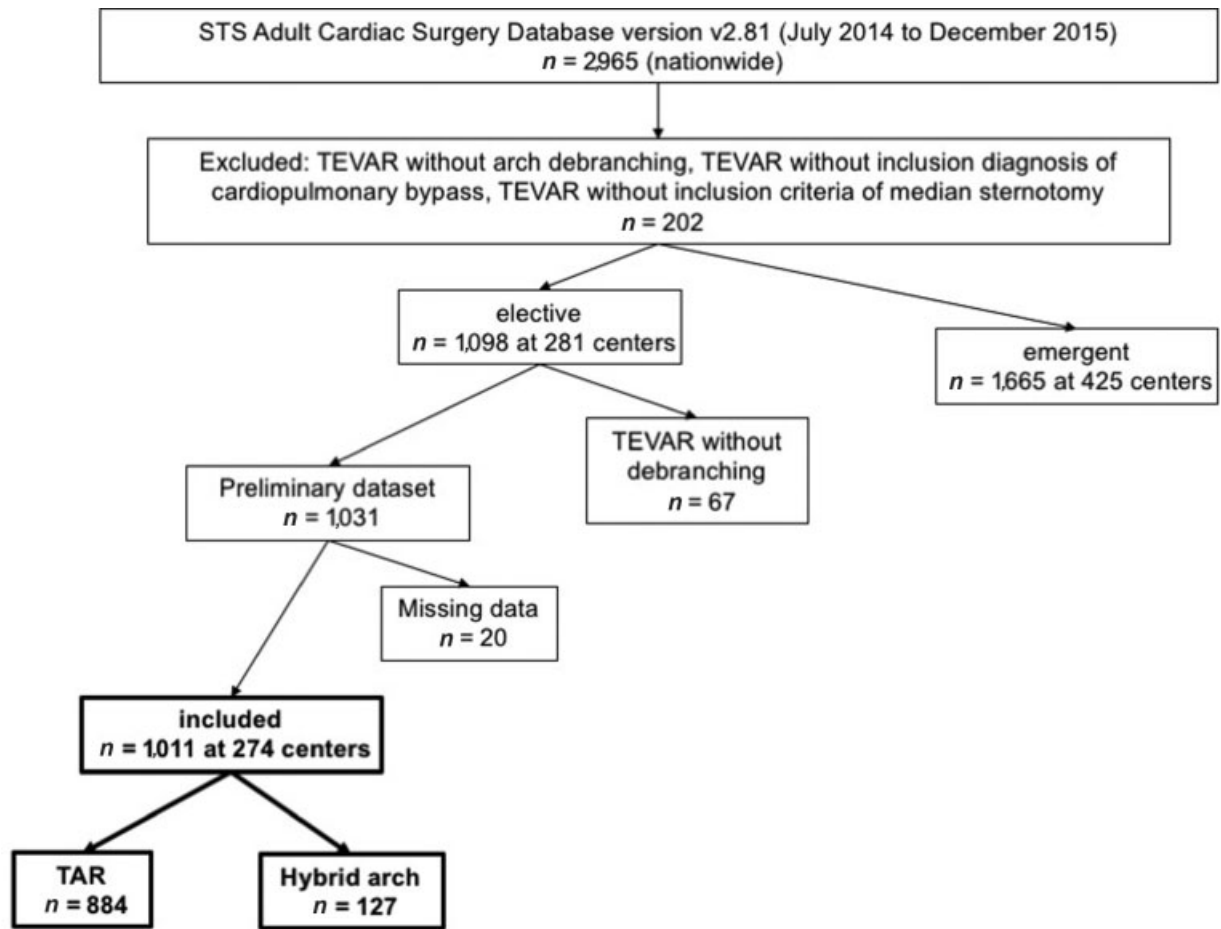 STS Adult Cardiac Surgery Database version v2.81 (July 2014 to December 2015)
n = 2,965 (nationwide)
Excluded: TEVAR without arch debranching, TEVAR without inclusion diagnosis of
cardiopulmonary bypass, TEVAR without inclusion criteria of median sternotomy
n = 202
elective
n = 1,098 at 281 centers
emergent
n = 1,665 at 425 centers
TEVAR without
debranching
n = 67
Preliminary dataset
n = 1,031
Missing data
n = 20
included
n = 1,011 at 274 centers
TAR
n = 884
Hybrid arch
n = 127